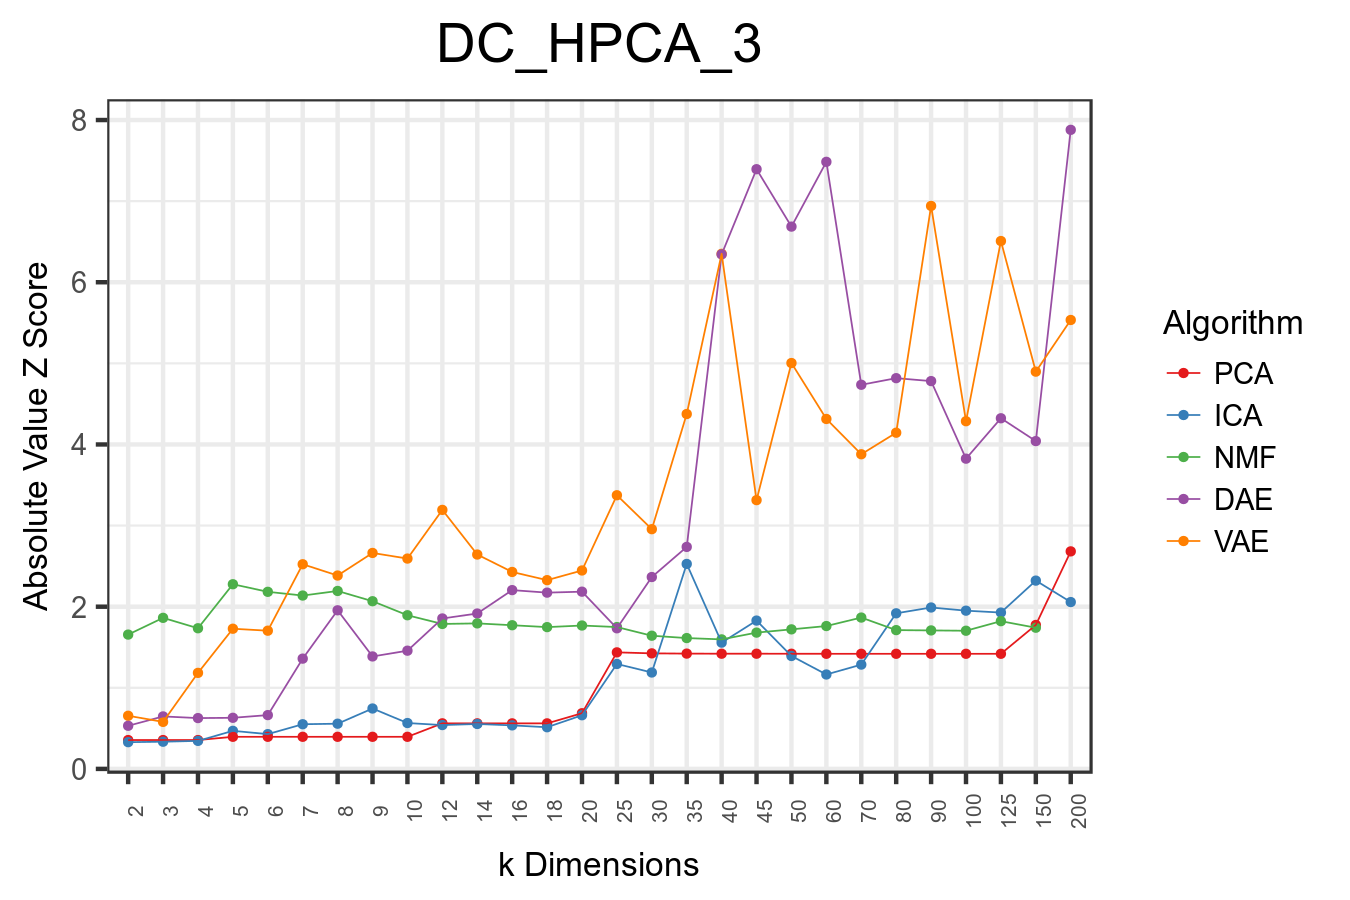 DC_HPCA_3
Absolute Value Z Score
8
6
4
2
0
2 3 4 5 6 7 8 9 10 12 14 16 18 20 25 30 35 40 45 50 60 70 80 90 100 125 150 200
k Dimensions
Algorithm
PCA
ICA
NMF
DAE
VAE